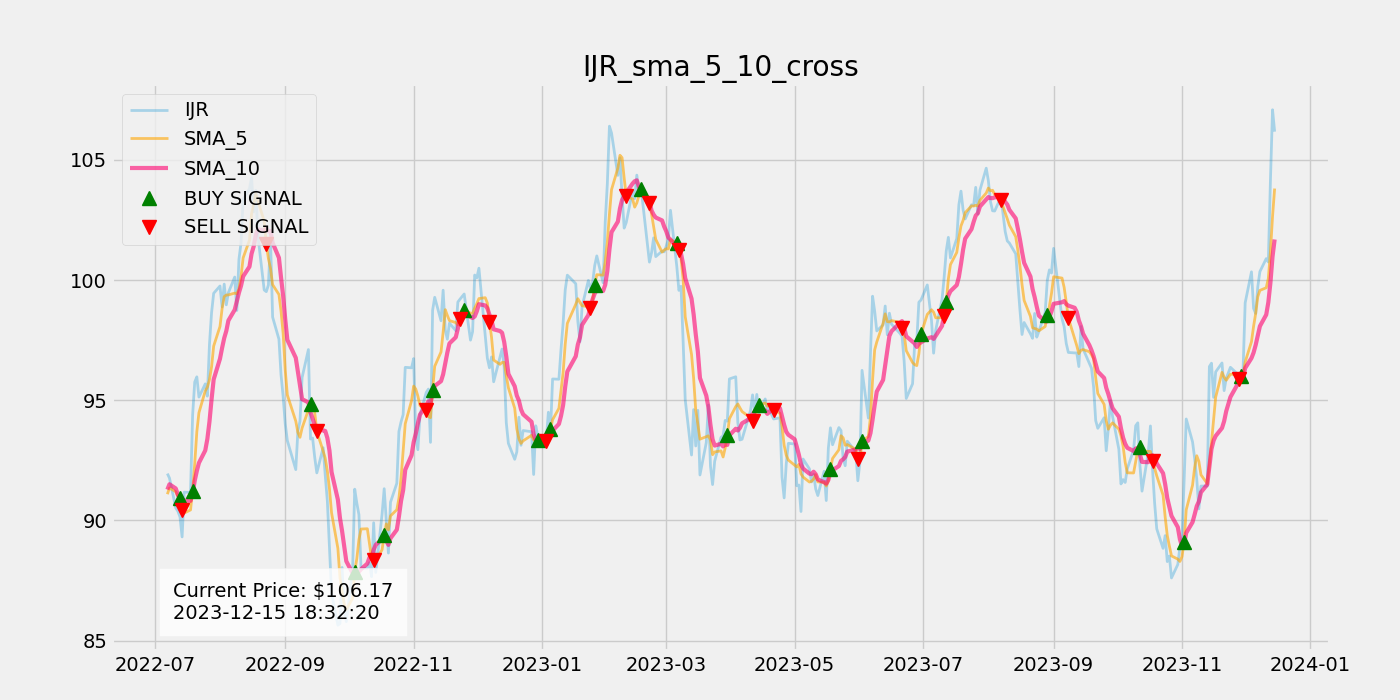 IJR_sma_5_10_cross
IJR
SMA_5
SMA_10
BUY SIGNAL
SELL SIGNAL
105
100
95
90
85
Current Price: $106.17
2023-12-15 18:32:20
2022-07 2022-09 2022-11 2023-01 2023-03 2023-05 2023-07 2023-09 2023-11 2024-01